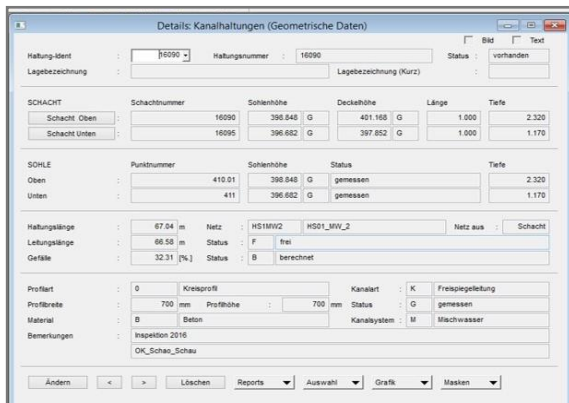 Details: Kanalhaltungen (Geometrische Daten)
Bild Text
Haltung-Ident : 16090 Haltungsnummer : 16090 Status : vorhanden
Lagebezeichnung : Lagebezeichnung (Kurz) :
SCHACHT Schachtnummer Sohlenhöhe Deckelhöhe Länge Tiefe
Schacht Oben : 16090 398.848 G 401.168 G 1.000 2.320
Schacht Unten : 16095 396.682 G 397.852 G 1.000 1.170
SOHLE Punktnummer Sohlenhöhe Status Tiefe
Oben : 410.01 398.848 G gemessen 2.320
Unten : 411 396.682 G gemessen 1.170
Haltungslänge : 67.04 m Netz : HS1MW2 HS01_MW_2 Netz aus : Schacht
Leitungslänge : 66.58 m Status : F frei
Gefälle : 32.31 [%.] Status : B berechnet
Profilart : 0 Kreisprofil Kanalart : K Freispiegelleitung
Profilbreite : 700 mm Profilhöhe : 700 mm Status : G gemessen
Material : B Beton Kanalsystem : M Mischwasser
Bemerkungen : Inspektion 2016
OK_Schao_Schau
Ändern < > Löschen Reports Auswahl Grafik Masken